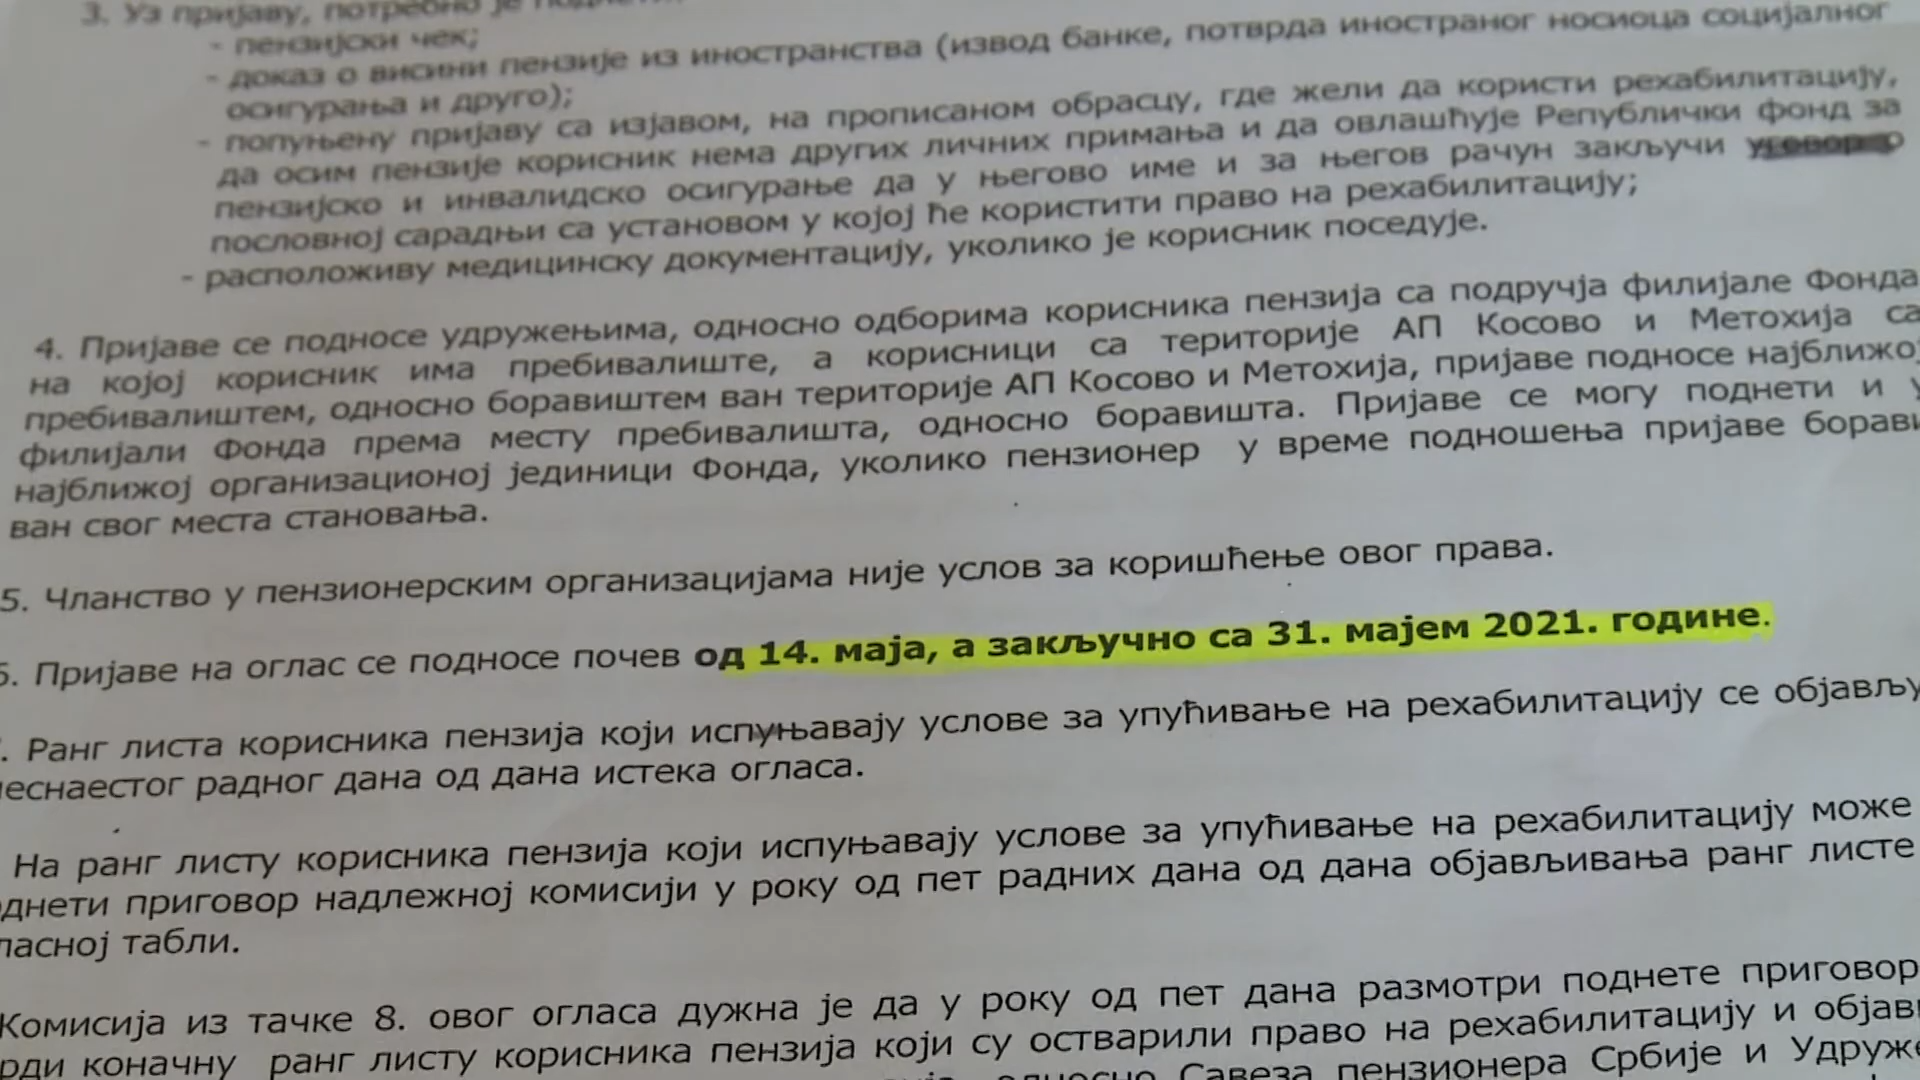 3. Уз пријаву, потребно је
- пензијски чек;
- доказ о висини пензије из иностранства (извод банке, потврда иностраног носиоца социјалног
осигурања и друго);
- попуњену пријаву са изјавом, на прописаном обрасцу, где жели да користи рехабилитацију,
да осим пензије корисник нема других личних примања и да овлашћује Републички фонд за
пензијско и инвалидско осигурање да у његово име и за његов рачун закључи уговор о
пословној сарадњи са установом у којој ће користити право на рехабилитацију;
- расположиву медицинску документацију, уколико је корисник поседује.
4. Пријаве се подносе удружењима, односно одборима корисника пензија са подручја филијале Фонда
на којој корисник има пребивалиште, а корисници са територије АП Косово и Метохија са
пребивалиштем, односно боравиштем ван територије АП Косово и Метохија, пријаве подносе најближој
филијали Фонда према месту пребивалишта, односно боравишта. Пријаве се могу поднети и у
најближој организационој јединици Фонда, уколико пензионер у време подношења пријаве борави
ван свог места становања.
5. Чланство у пензионерским организацијама није услов за коришћење овог права.
6. Пријаве на оглас се подносе почев од 14. маја, а закључно са 31. мајем 2021. године.
. Ранг листа корисника пензија који испуњавају услове за упућивање на рехабилитацију се објављу
еснаестог радног дана од дана истека огласа.
На ранг листу корисника пензија који испуњавају услове за упућивање на рехабилитацију може
однети приговор надлежној комисији у року од пет радних дана од дана објављивања ранг листе
ласној табли.
Комисија из тачке 8. овог огласа дужна је да у року од пет дана размотри поднете приговор
рди коначну ранг листу корисника пензија који су остварили право на рехабилитацију и објави
односно Савеза пензионера Србије и Удруже